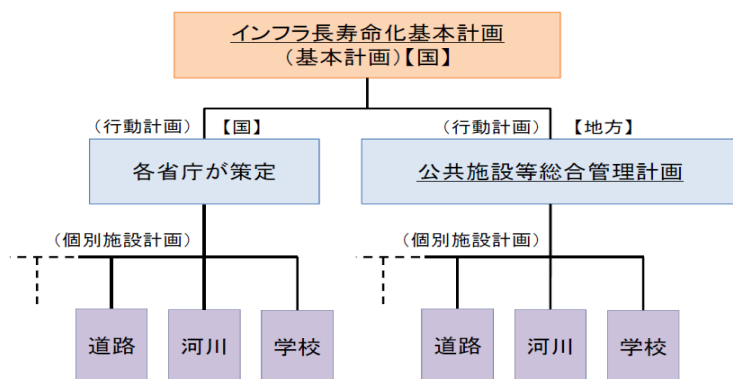 インフラ長寿命化基本計画
(基本計画)【国】
(行動計画) 【国】
(行動計画) 【地方】
各省庁が策定
公共施設等総合管理計画
(個別施設計画)
(個別施設計画)
道路
河川
学校
道路
河川
学校